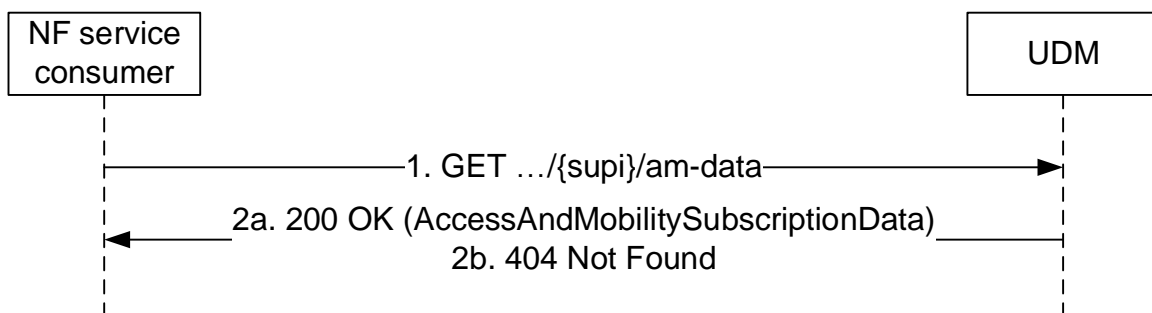 NF service
consumer
UDM
1. GET …/{supi}/am-data
2a. 200 OK (AccessAndMobilitySubscriptionData)
2b. 404 Not Found